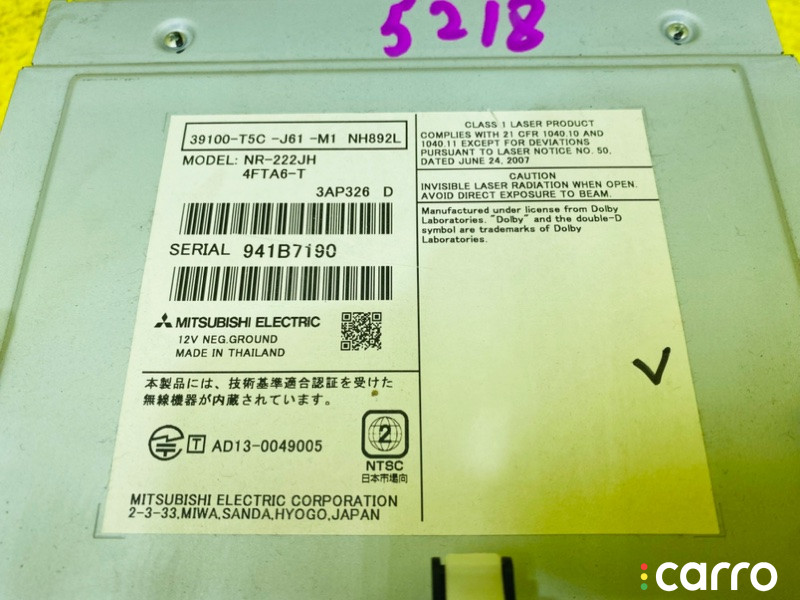 5218
39100-T5C -J61 -M1 NH892L
MODEL: NR-222JH
4FTA6-T
3AP326 D
SERIAL 941B7190
MITSUBISHI ELECTRIC
12V NEG.GROUND
MADE IN THAILAND
本製品には、技術基準適合認証を受けた
無線機器が内蔵されています。
T AD13-0049005
2
NTSC
日本市場向
MITSUBISHI ELECTRIC CORPORATION
2-3-33,MIWA,SANDA,HYOGO,JAPAN
CLASS 1 LASER PRODUCT
COMPLIES WITH 21 CFR 1040.10 AND
1040.11 EXCEPT FOR DEVIATIONS
PURSUANT TO LASER NOTICE NO. 50,
DATED JUNE 24, 2007
CAUTION
INVISIBLE LASER RADIATION WHEN OPEN.
AVOID DIRECT EXPOSURE TO BEAM.
Manufactured under license from Dolby
Laboratories. "Dolby" and the double-D
symbol are trademarks of Dolby
Laboratories.
carro